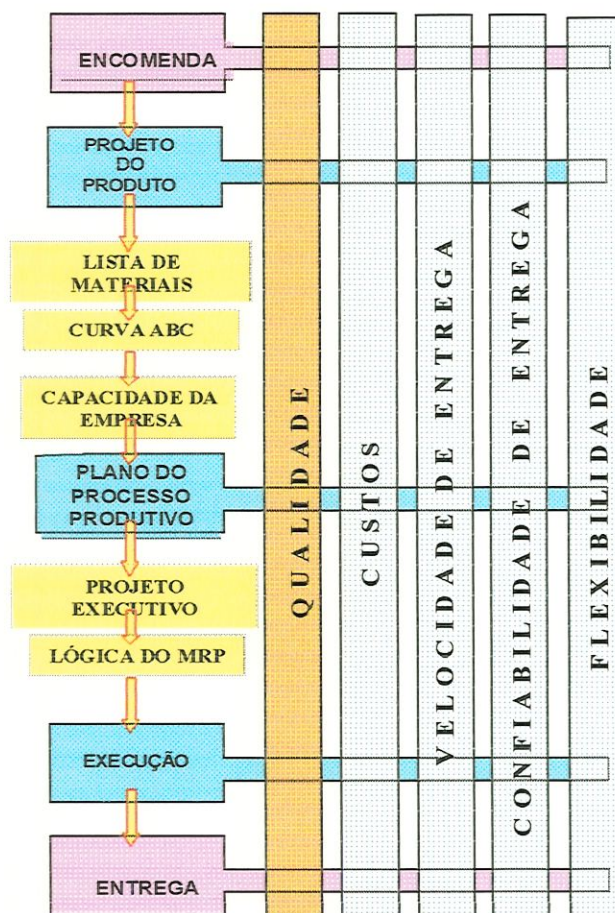 ENCOMENDA
PROJETO
DO
PRODUTO
LISTA DE
MATERIAIS
CURVA ABC
CAPACIDADE DA
EMPRESA
PLANO DO
PROCESSO
PRODUTIVO
PROJETO
EXECUTIVO
LÓGICA DO MRP
EXECUÇÃO
ENTREGA
QUALIDADE
CUSTOS
VELOCIDADE DE ENTREGA
CONFIABILIDADE DE ENTREGA
FLEXIBILIDADE